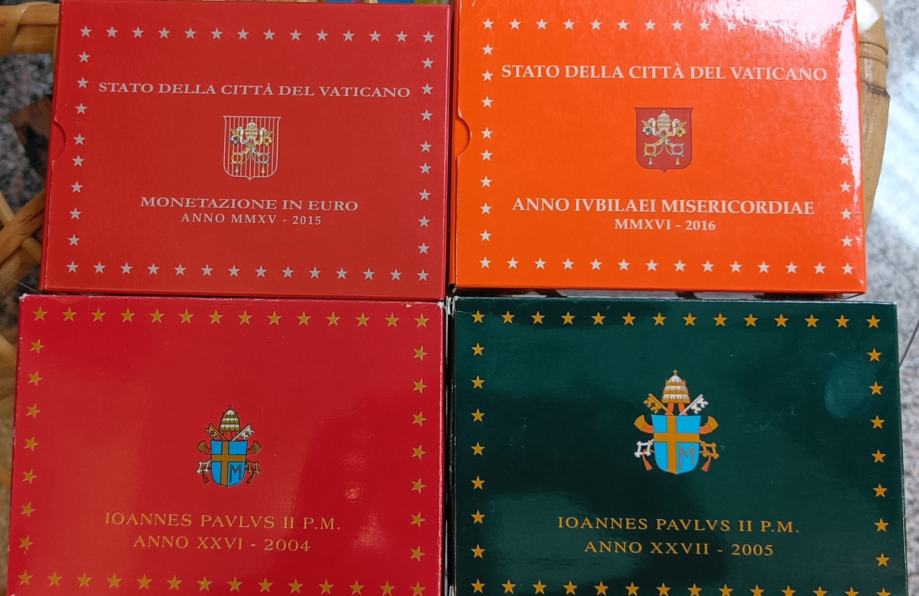 STATO DELLA CITTÀ DEL VATICANO
MONETAZIONE IN EURO
ANNO MMXV - 2015
STATO DELLA CITTÀ DEL VATICANO
ANNO IVBILAEI MISERICORDIAE
MMXVI - 2016
M
IOANNES PAVLVS II P.M.
ANNO XXVI - 2004
M
IOANNES PAVLVS II P.M.
ANNO XXVII - 2005